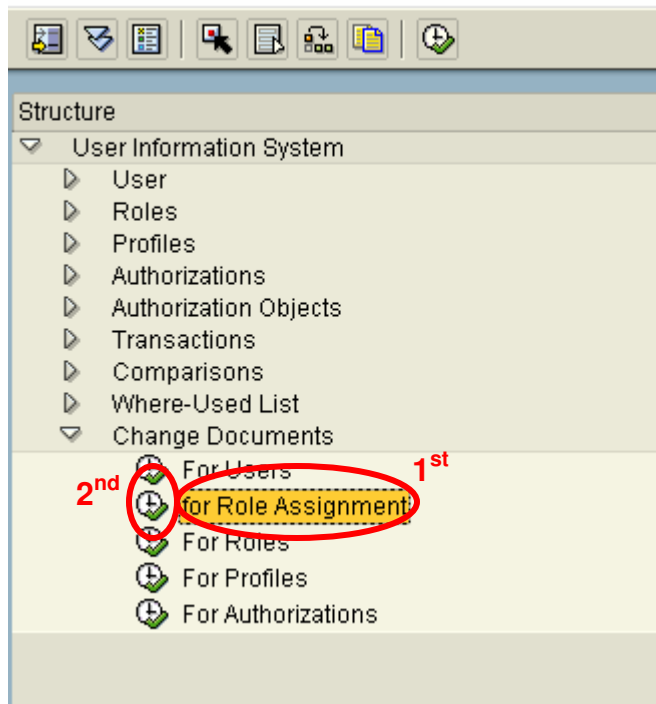 Structure
User Information System
User
Roles
Profiles
Authorizations
Authorization Objects
Transactions
Comparisons
Where-Used List
Change Documents
For Users
1st
2nd
for Role Assignment
For Roles
For Profiles
For Authorizations